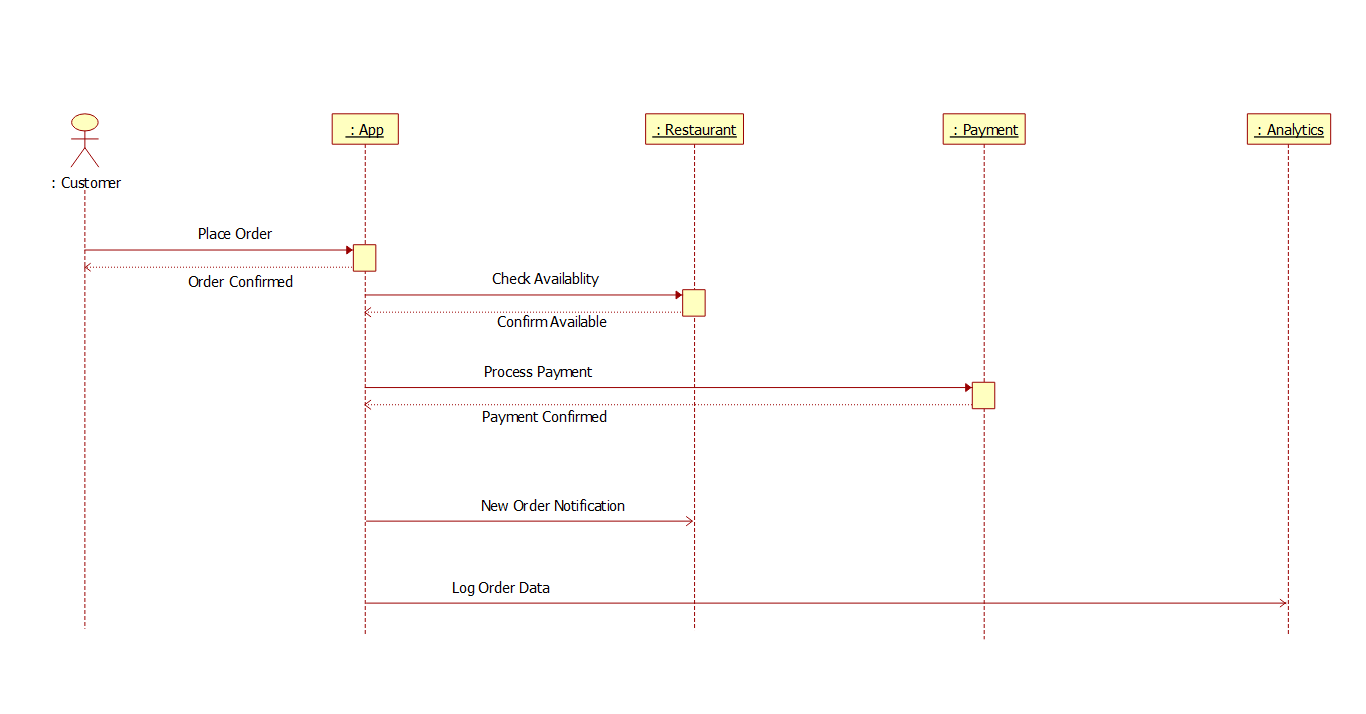 : App
: Restaurant
: Payment
: Analytics
: Customer
Place Order
Order Confirmed
Check Availablity
Confirm Available
Process Payment
Payment Confirmed
New Order Notification
Log Order Data